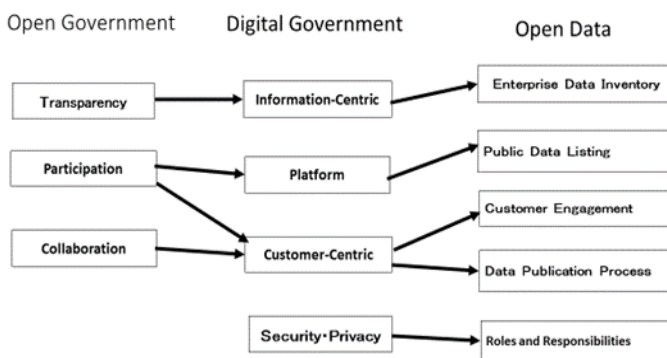 Open Government
Digital Government
Open Data
Transparency
Information-Centric
Enterprise Data Inventory
Participation
Platform
Public Data Listing
Collaboration
Customer-Centric
Customer Engagement
Data Publication Process
Security・Privacy
Roles and Responsibilities